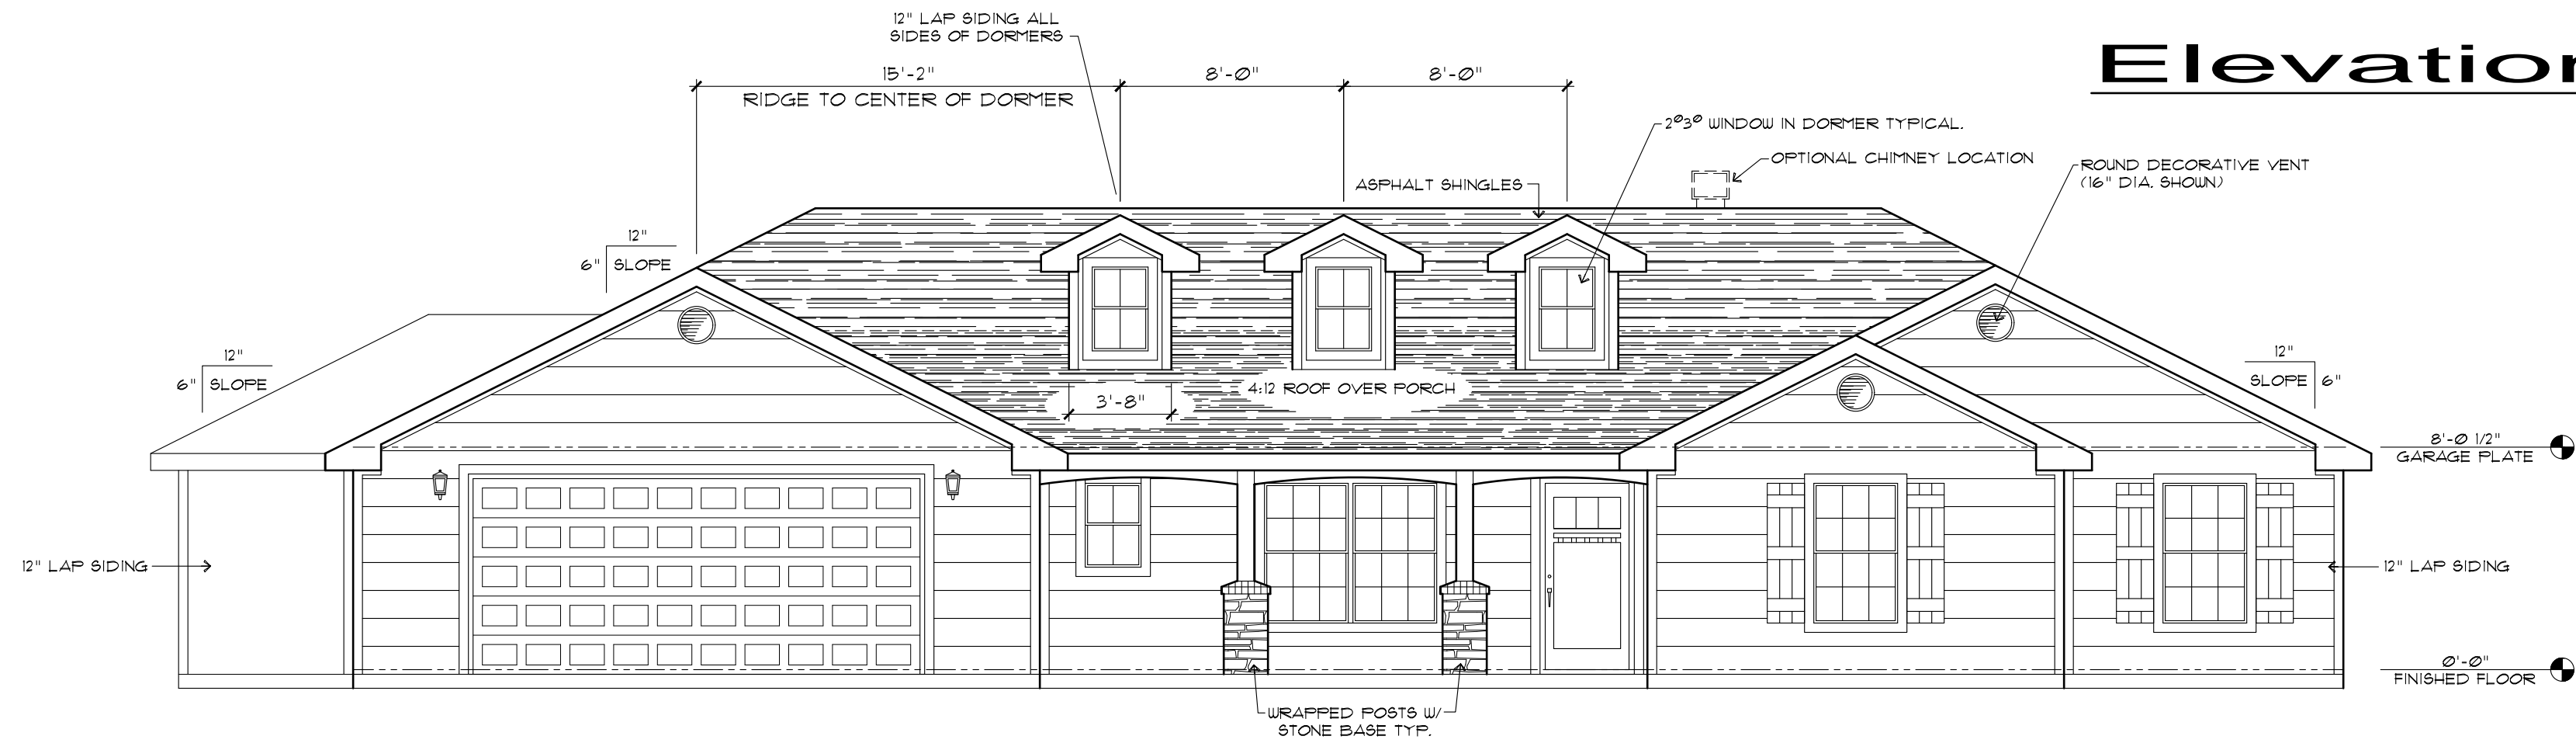 12" LAP SIDING ALL
SIDES OF DORMERS
Elevation
15'-2"
8'-0"
8'-0"
RIDGE TO CENTER OF DORMER
2⁰3⁰ WINDOW IN DORMER TYPICAL.
OPTIONAL CHIMNEY LOCATION
ROUND DECORATIVE VENT
(16" DIA. SHOWN)
ASPHALT SHINGLES
12"
6" SLOPE
12"
6" SLOPE
12"
SLOPE 6"
4:12 ROOF OVER PORCH
3'-8"
8'-0 1/2"
GARAGE PLATE
12" LAP SIDING
12" LAP SIDING
0'-0"
FINISHED FLOOR
WRAPPED POSTS W/
STONE BASE TYP.